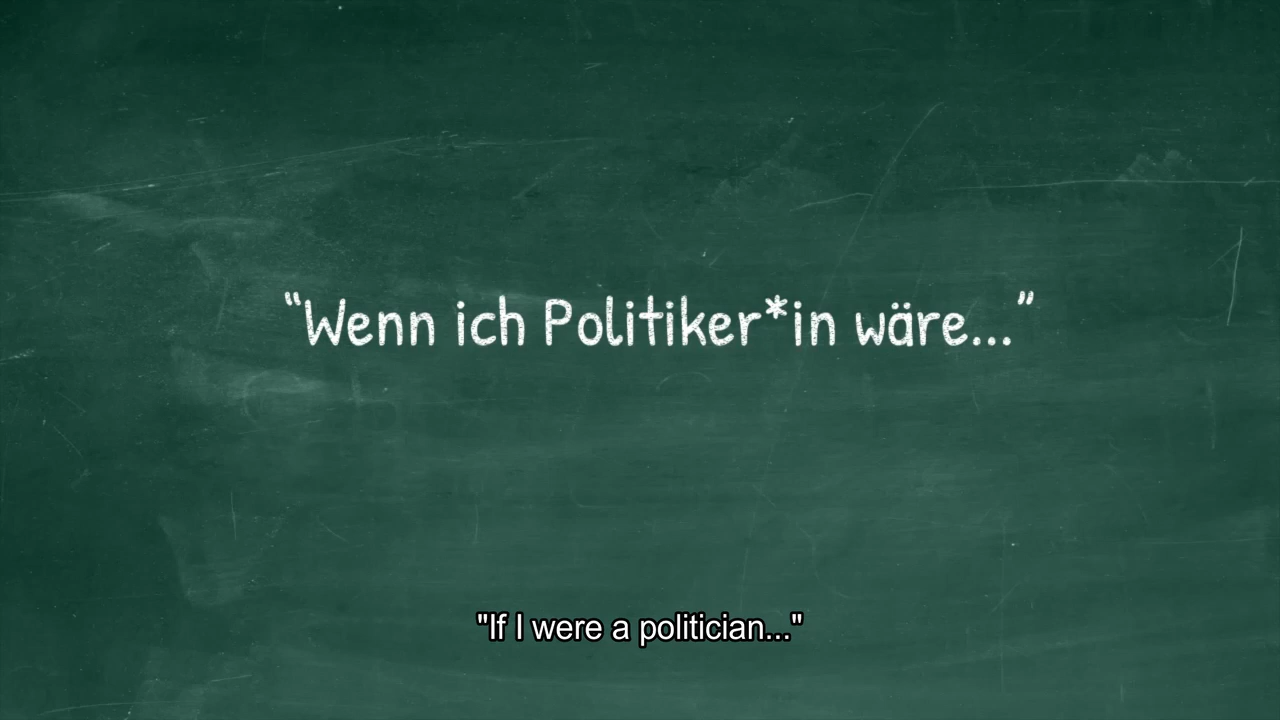 “Wenn ich Politiker*in wäre...”
"If I were a politician..."